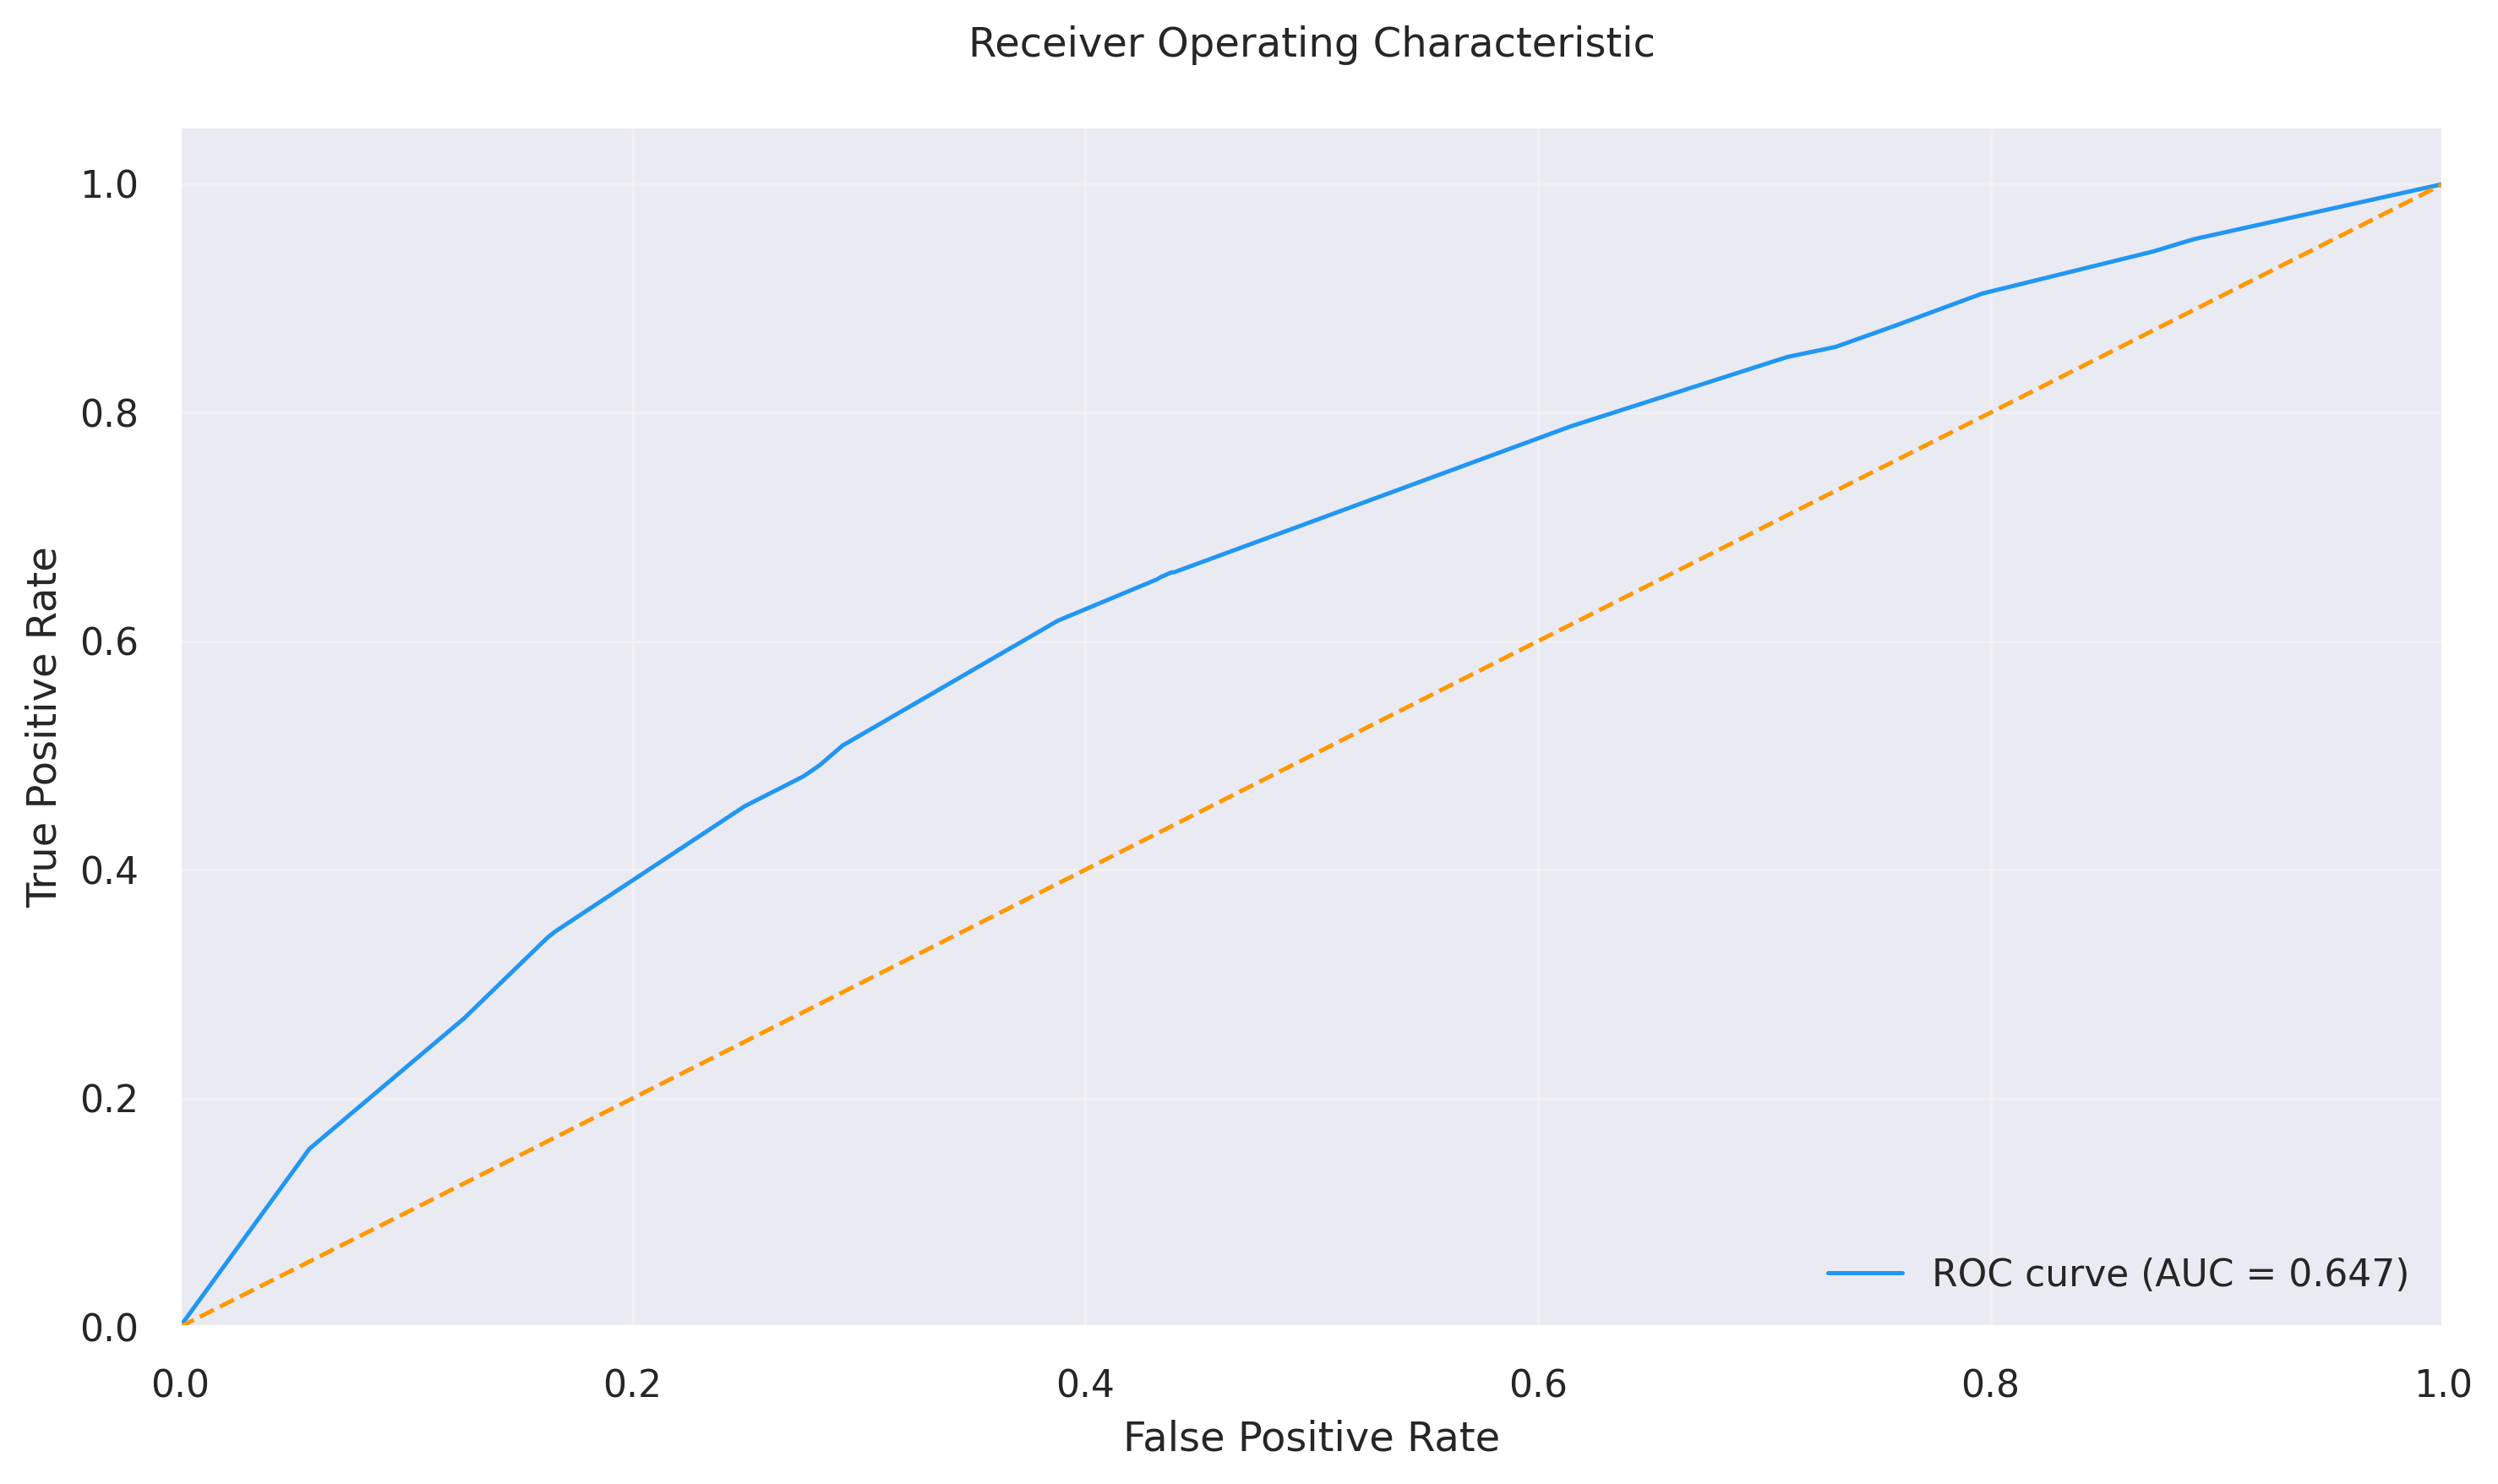 Receiver Operating Characteristic
1.0
0.8
0.6
0.4
0.2
0.0
True Positive Rate
ROC curve (AUC = 0.647)
0.0 0.2 0.4 0.6 0.8 1.0
False Positive Rate